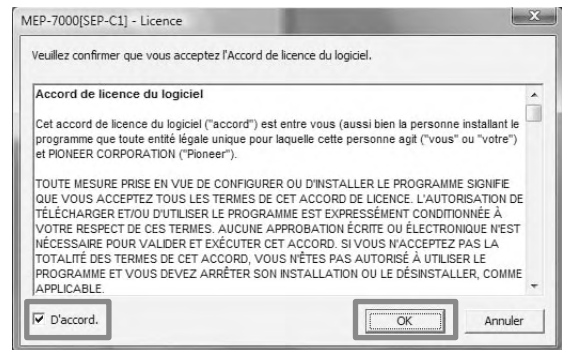 MEP-7000[SEP-C1] - Licence
Veuillez confirmer que vous acceptez l'Accord de licence du logiciel.
Accord de licence du logiciel
Cet accord de licence du logiciel ("accord") est entre vous (aussi bien la personne installant le
programme que toute entité légale unique pour laquelle cette personne agit ("vous" ou "votre")
et PIONEER CORPORATION ("Pioneer").
TOUTE MESURE PRISE EN VUE DE CONFIGURER OU D'INSTALLER LE PROGRAMME SIGNIFIE
QUE VOUS ACCEPTEZ TOUS LES TERMES DE CET ACCORD DE LICENCE. L'AUTORISATION DE
TÉLÉCHARGER ET/OU D'UTILISER LE PROGRAMME EST EXPRESSÉMENT CONDITIONNÉE À
VOTRE RESPECT DE CES TERMES. AUCUNE APPROBATION ÉCRITE OU ÉLECTRONIQUE N'EST
NÉCESSAIRE POUR VALIDER ET EXÉCUTER CET ACCORD. SI VOUS N'ACCEPTEZ PAS LA
TOTALITÉ DES TERMES DE CET ACCORD, VOUS N'ÊTES PAS AUTORISÉ À UTILISER LE
PROGRAMME ET VOUS DEVEZ ARRÊTER SON INSTALLATION OU LE DÉSINSTALLER, COMME
APPLICABLE.
D'accord.
OK
Annuler